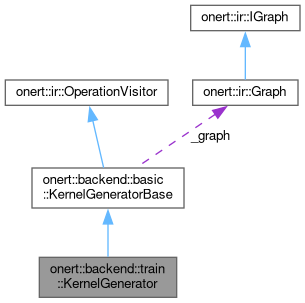 onert::ir::IGraph
onert::ir::OperationVisitor
onert::ir::Graph
_graph
onert::backend::basic
::KernelGeneratorBase
onert::backend::train
::KernelGenerator